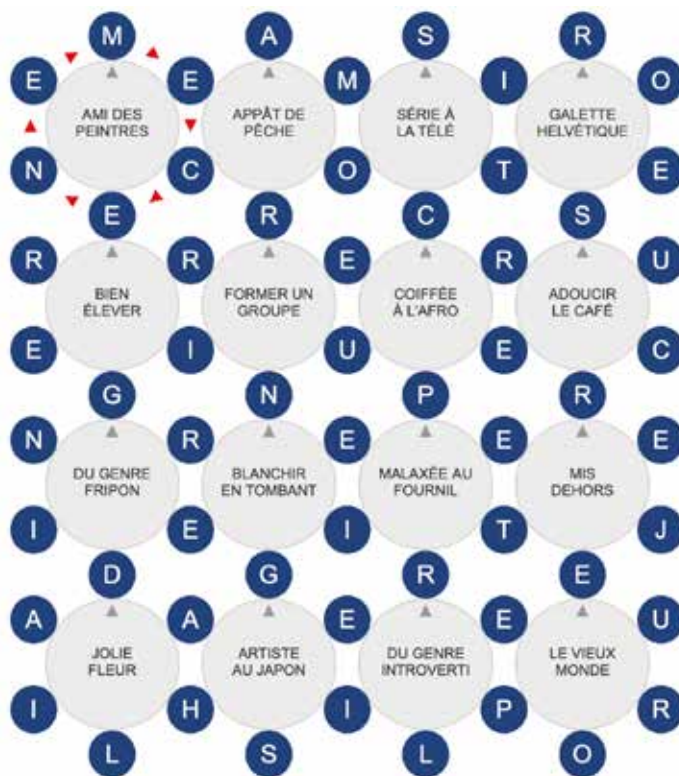 M A S R
E E M I O
AMI DES
PEINTRES
APPÂT DE
PÊCHE
SÉRIE À
LA TÉLÉ
GALETTE
HELVÉTIQUE
N C O T E
E R C S
R R E R U
BIEN
ÉLEVER
FORMER UN
GROUPE
COIFFÉE
À L'AFRO
ADOUCIR
LE CAFÉ
E I U E C
G N P R
N R E E E
DU GENRE
FRIPON
BLANCHIR
EN TOMBANT
MALAXÉE AU
FOURNIL
MIS
DEHORS
I E I T J
D G R E
A A E E U
JOLIE
FLEUR
ARTISTE
AU JAPON
DU GENRE
INTROVERTI
LE VIEUX
MONDE
I H I P R
L S L O